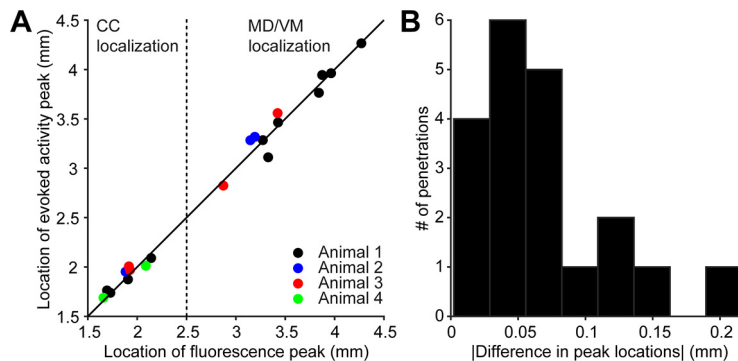 A
CC
localization
MD/VM
localization
Location of evoked activity peak (mm)
4.5
4
3.5
3
2.5
2
1.5
1.5
2
2.5
3
3.5
4
4.5
Location of fluorescence peak (mm)
Animal 1
Animal 2
Animal 3
Animal 4
B
# of penetrations
6
5
4
3
2
1
0
0
0.05
0.1
0.15
0.2
|Difference in peak locations| (mm)